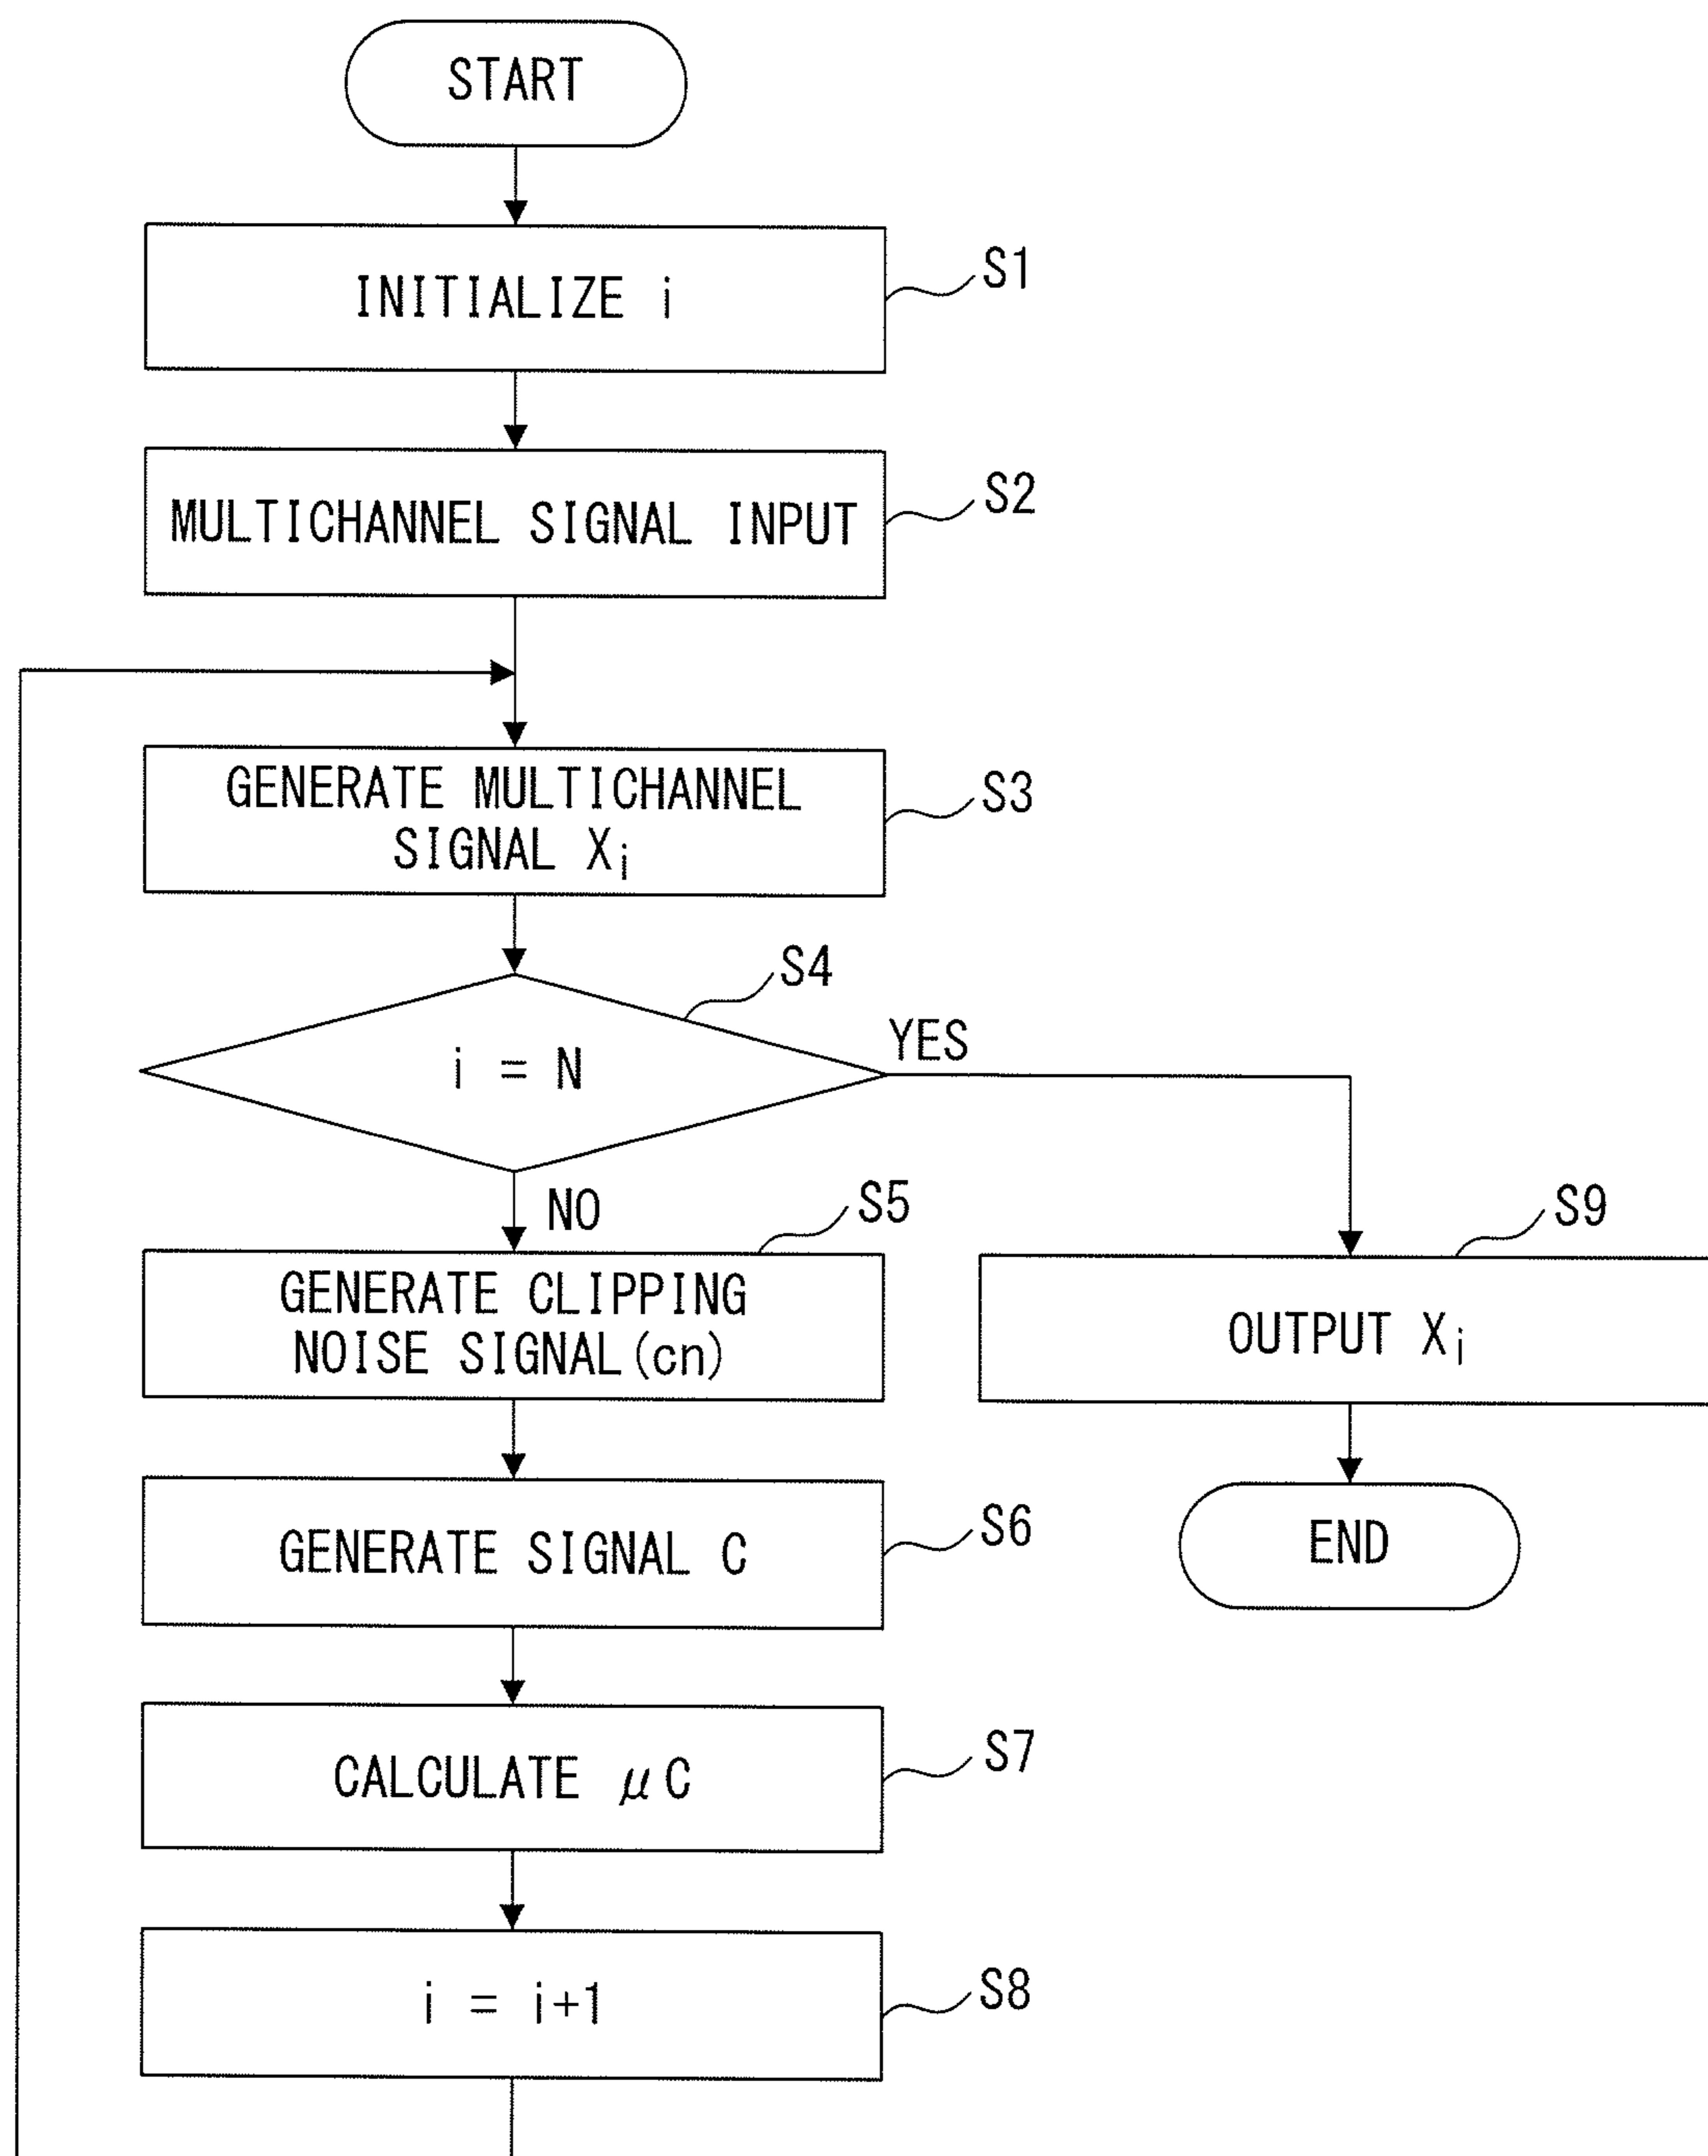 START
INITIALIZE i
S1
MULTICHANNEL SIGNAL INPUT
S2
GENERATE MULTICHANNEL
SIGNAL Xi
S3
S4
i = N
YES
NO
S5
GENERATE CLIPPING
NOISE SIGNAL(cn)
S9
OUTPUT Xi
GENERATE SIGNAL C
S6
END
CALCULATE μC
S7
i = i+1
S8